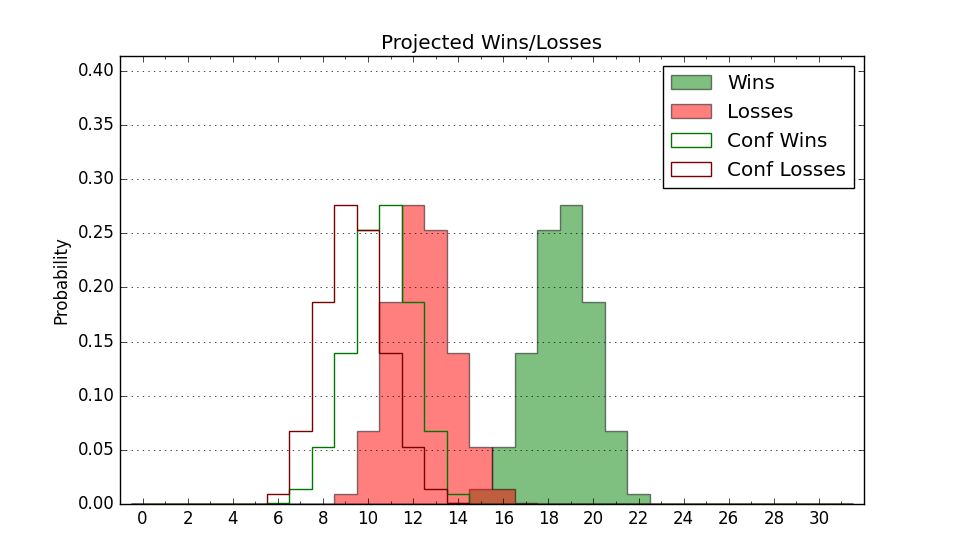 Projected Wins/Losses
0.40
0.35
0.30
0.25
0.20
0.15
0.10
0.05
0.00
Probability
Wins
Losses
Conf Wins
Conf Losses
0 2 4 6 8 10 12 14 16 18 20 22 24 26 28 30